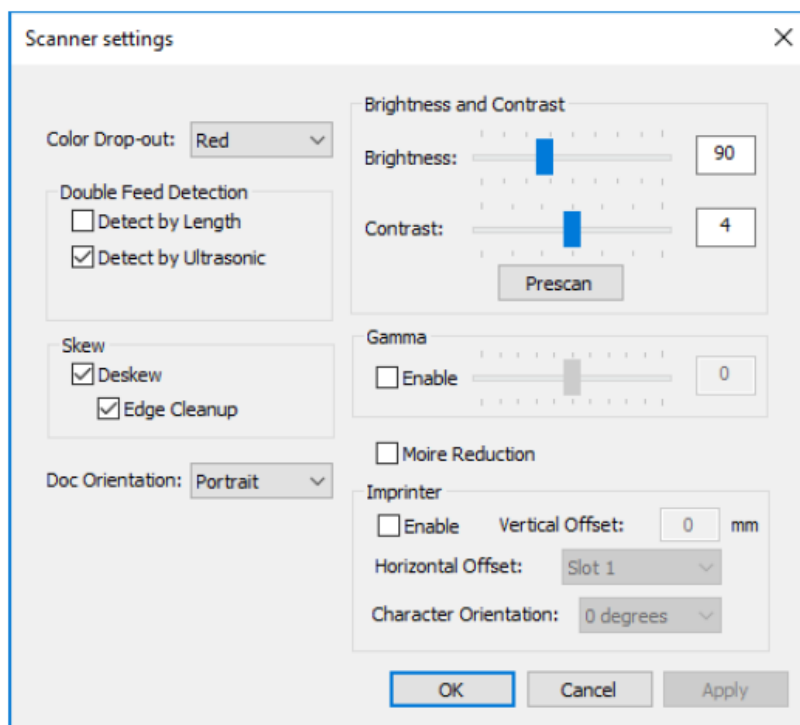 Scanner settings
Color Drop-out: Red
Double Feed Detection
Detect by Length
Detect by Ultrasonic
Skew
Deskew
Edge Cleanup
Doc Orientation: Portrait
Brightness and Contrast
Brightness: 90
Contrast: 4
Prescan
Gamma
Enable 0
Moire Reduction
Imprinter
Enable Vertical Offset: 0 mm
Horizontal Offset: Slot 1
Character Orientation: 0 degrees
OK Cancel Apply